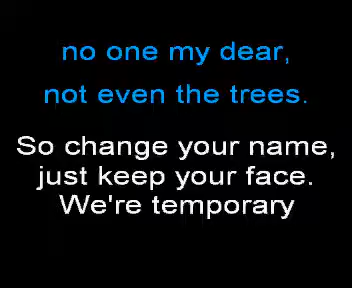 no one my dear,
not even the trees.
So change your name,
just keep your face.
We're temporary